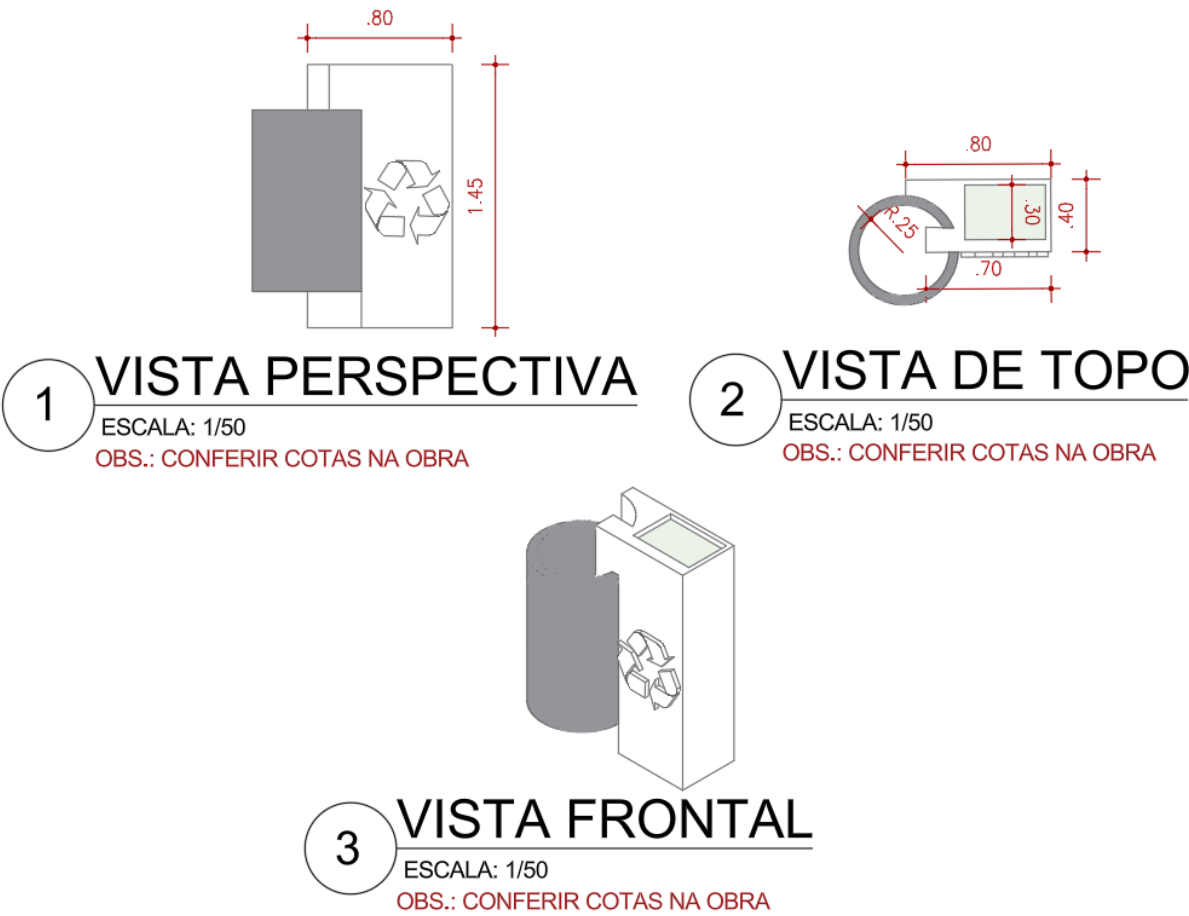 .80
1.45
1
VISTA PERSPECTIVA
ESCALA: 1/50
OBS.: CONFERIR COTAS NA OBRA
.80
R.25
.30
.40
.70
2
VISTA DE TOPO
ESCALA: 1/50
OBS.: CONFERIR COTAS NA OBRA
3
VISTA FRONTAL
ESCALA: 1/50
OBS.: CONFERIR COTAS NA OBRA